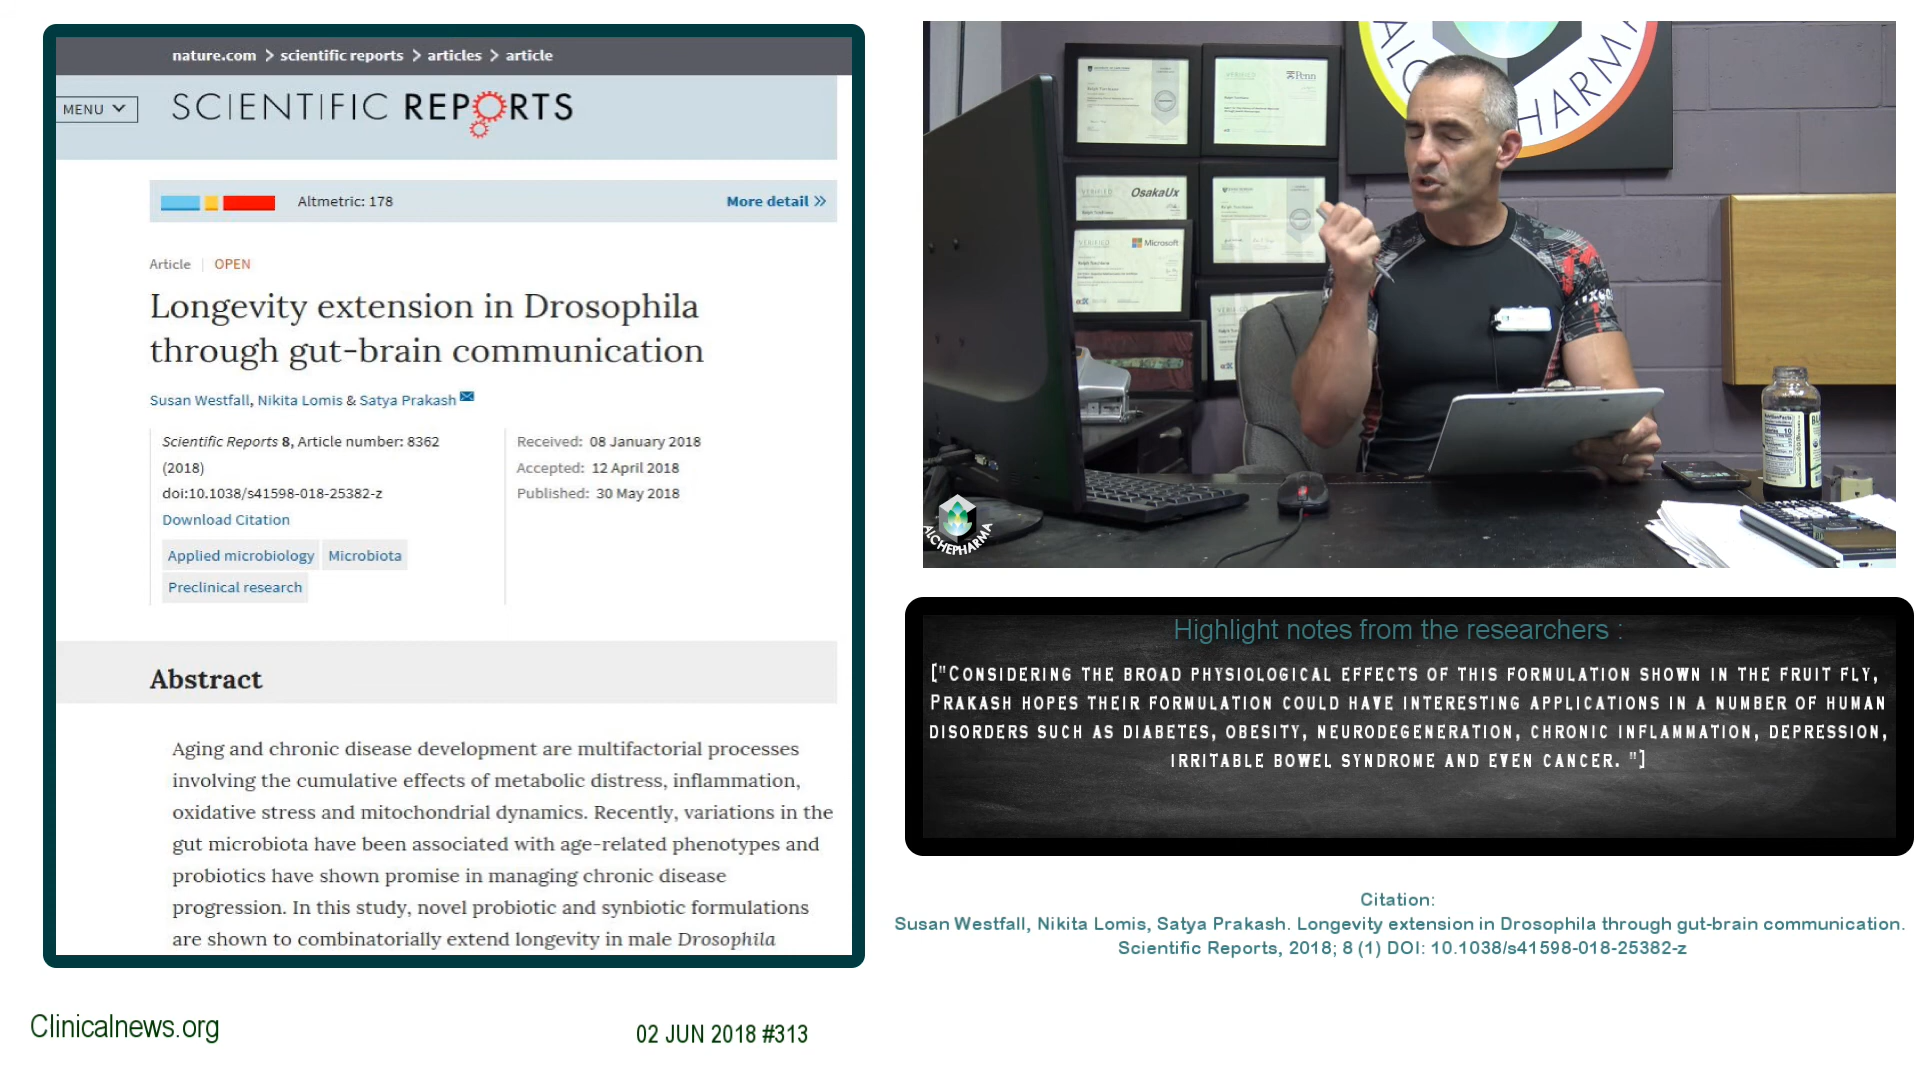 nature.com > scientific reports > articles > article
MENU
SCIENTIFIC REPORTS
Altmetric: 178
More detail »
Article | OPEN
Longevity extension in Drosophila
through gut-brain communication
Susan Westfall, Nikita Lomis & Satya Prakash
Scientific Reports 8, Article number: 8362
(2018)
doi:10.1038/s41598-018-25382-z
Download Citation
Applied microbiology
Microbiota
Preclinical research
Received: 08 January 2018
Accepted: 12 April 2018
Published: 30 May 2018
Abstract
Aging and chronic disease development are multifactorial processes
involving the cumulative effects of metabolic distress, inflammation,
oxidative stress and mitochondrial dynamics. Recently, variations in the
gut microbiota have been associated with age-related phenotypes and
probiotics have shown promise in managing chronic disease
progression. In this study, novel probiotic and synbiotic formulations
are shown to combinatorially extend longevity in male Drosophila
Penn
OsakaUx
Microsoft
ALCHEPHARMA
Highlight notes from the researchers :
["Considering the broad physiological effects of this formulation shown in the fruit fly,
Prakash hopes their formulation could have interesting applications in a number of human
disorders such as diabetes, obesity, neurodegeneration, chronic inflammation, depression,
irritable bowel syndrome and even cancer. "]
Citation:
Susan Westfall, Nikita Lomis, Satya Prakash. Longevity extension in Drosophila through gut-brain communication.
Scientific Reports, 2018; 8 (1) DOI: 10.1038/s41598-018-25382-z
Clinicalnews.org
02 JUN 2018 #313